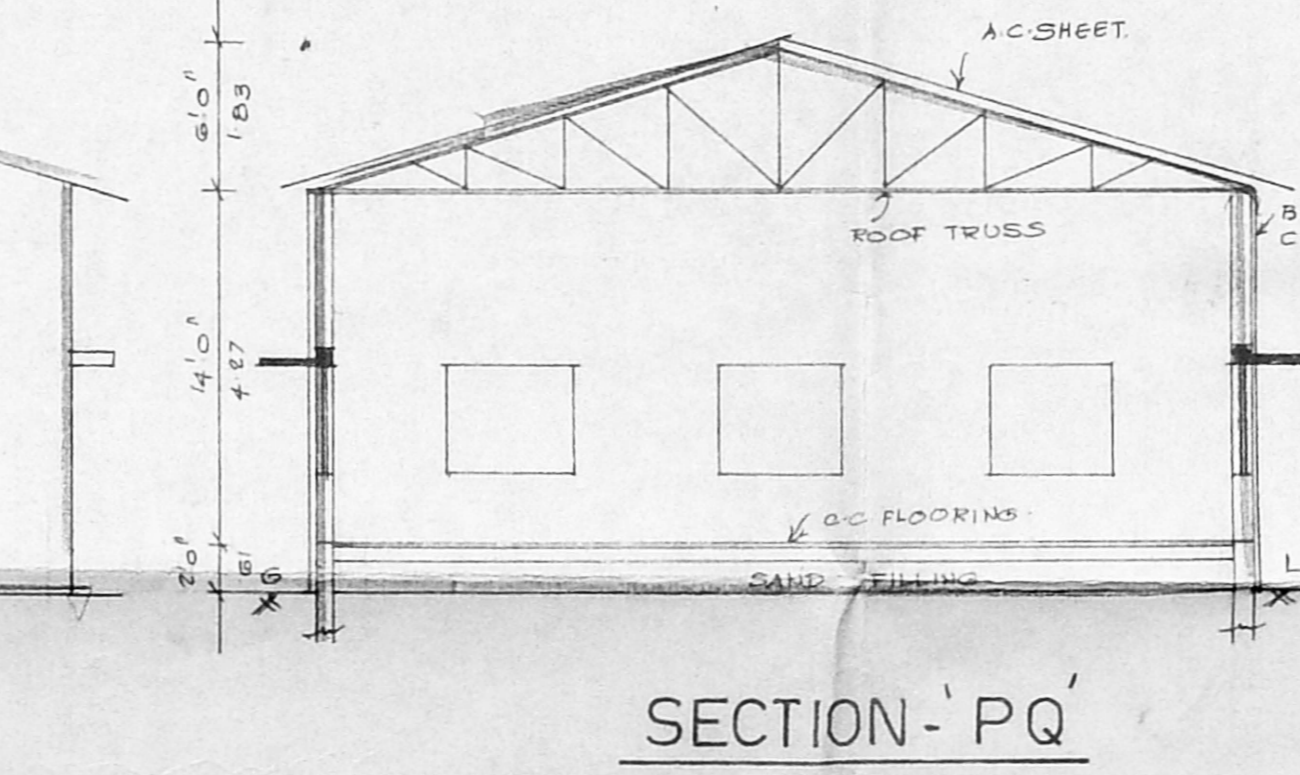 A.C. SHEET.
6'0"
1.83
B
C
ROOF TRUSS
14'0"
4.27
C.C FLOORING.
2'0"
.61
G
L
SAND FILLING
SECTION-'PQ'